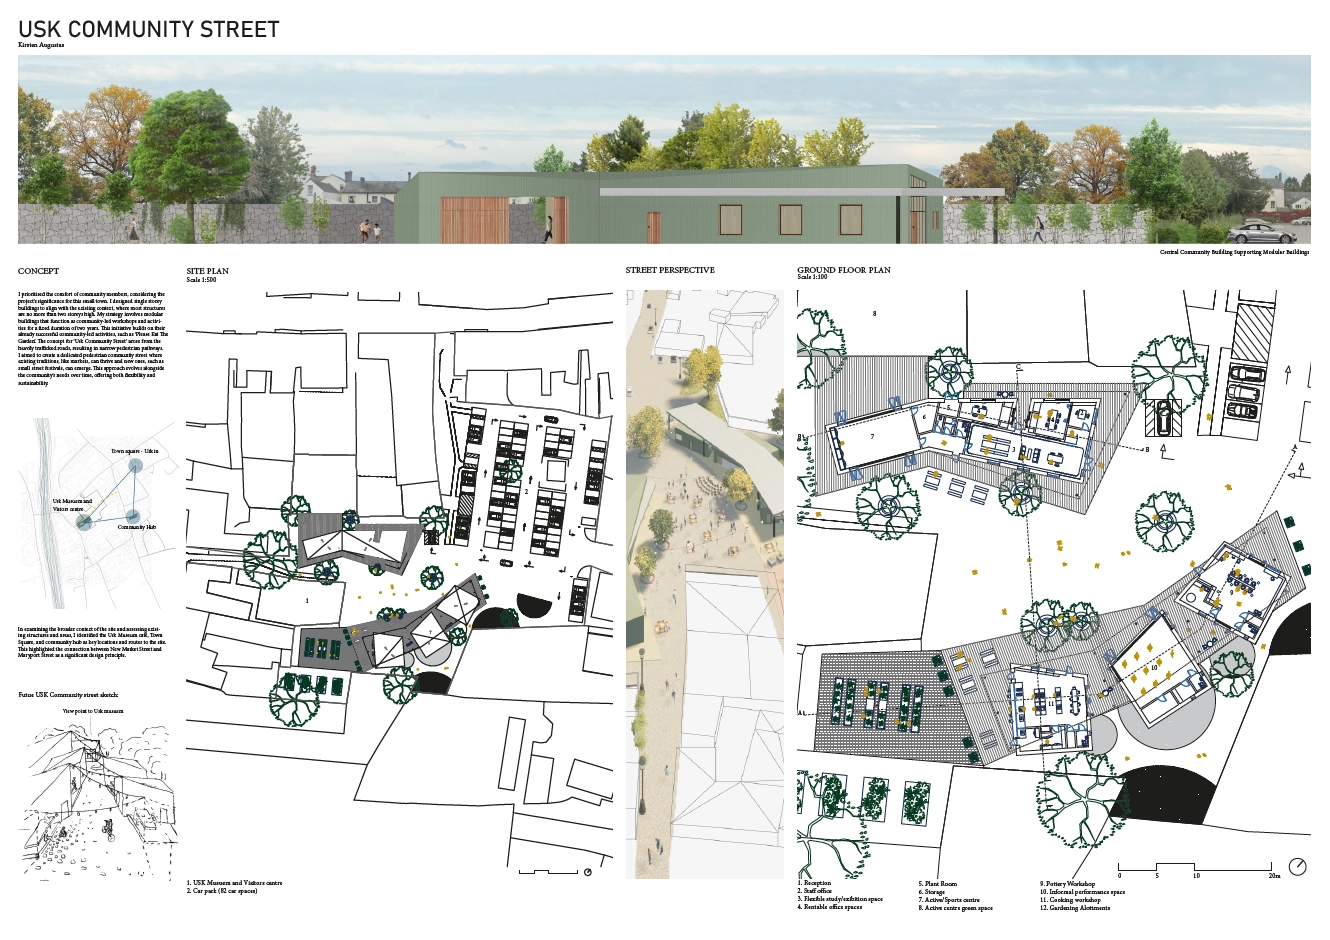 USK COMMUNITY STREET
Kirsten Augustus
Central Community Building Supporting Modular Buildings
CONCEPT
I prioritised the comfort of community members, considering the
project's significance for this small town. I designed single storey
buildings to align with the existing context, where most structures
are no more than two storeys high. My strategy involves modular
buildings that function as community-led workshops and activi-
ties for a fixed duration of two years. This initiative builds on their
already successful community-led activities, such as 'Please Eat The
Garden'. The concept for 'Usk Community Street' arose from the
heavily trafficked roads, resulting in narrow pedestrian pathways.
I aimed to create a dedicated pedestrian community street where
existing traditions, like markets, can thrive and new ones, such as
small street festivals, can emerge. This approach evolves alongside
the community's needs over time, offering both flexibility and
sustainability.
Town square - Usk in
Usk Musuem and
Vistors centre
Community Hub
In examining the broader context of the site and assessing exist-
ing structures and areas, I identified the Usk Museum café, Town
Square, and community hub as key locations and routes to the site.
This highlighted the connection between New Market Street and
Maryport Street as a significant design principle.
Futue USK Community street sketch:
View point to Usk museum
SITE PLAN
Scale 1:500
1
2
1. USK Musuem and Visitors centre
2. Car park (82 car spaces)
STREET PERSPECTIVE
GROUND FLOOR PLAN
Scale 1:100
8
C
7
6
5
3
B
A
9
10
11
A1
0 5 10 20m
1. Reception
2. Staff office
3. Flexible study/exibition space
4. Rentable office spaces
5. Plant Room
6. Storage
7. Active/Sports centre
8. Active centre green space
9. Pottery Workshop
10. Informal performance space
11. Cooking workshop
12. Gardening Alottments